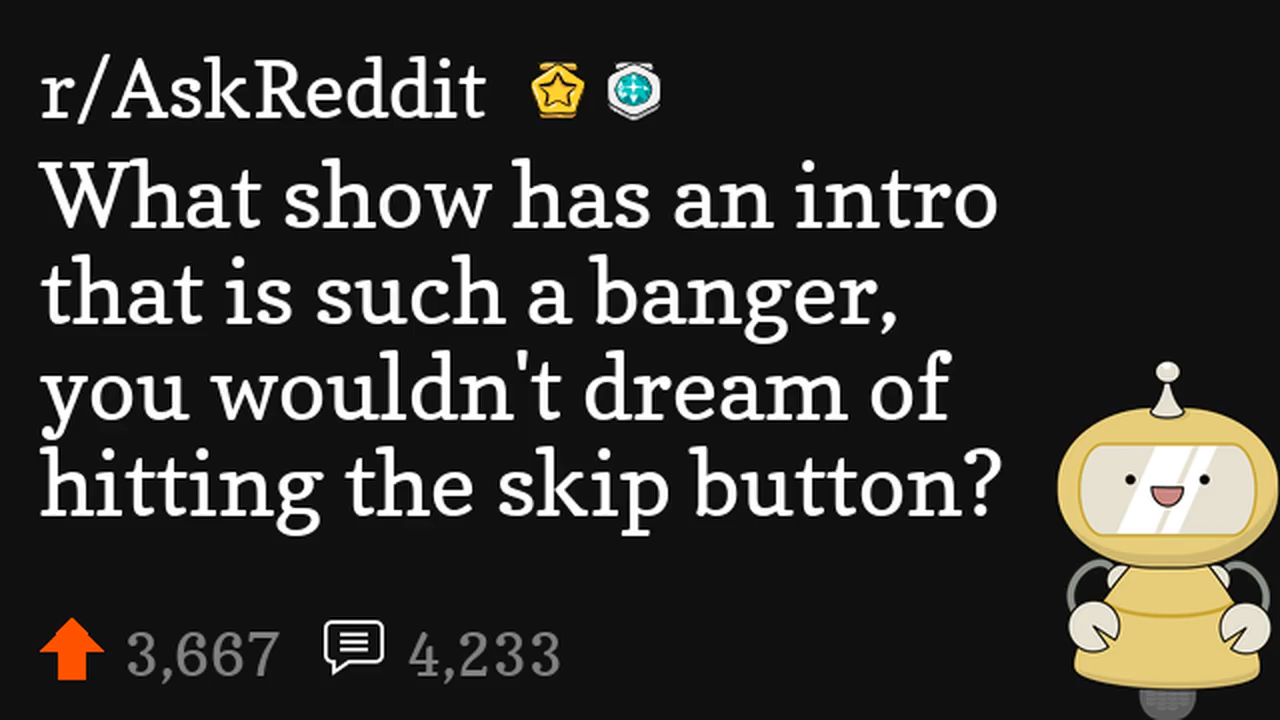 r/AskReddit
What show has an intro
that is such a banger,
you wouldn't dream of
hitting the skip button?
3,667 4,233